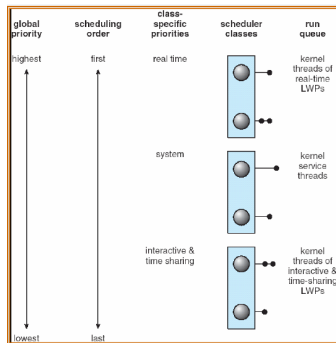 global priority
scheduling order
class-specific priorities
scheduler classes
run queue
highest
first
real time
kernel
threads of
real-time
LWPs
system
kernel
service
threads
interactive &
time sharing
kernel
threads of
interactive &
time-sharing
LWPs
lowest
last